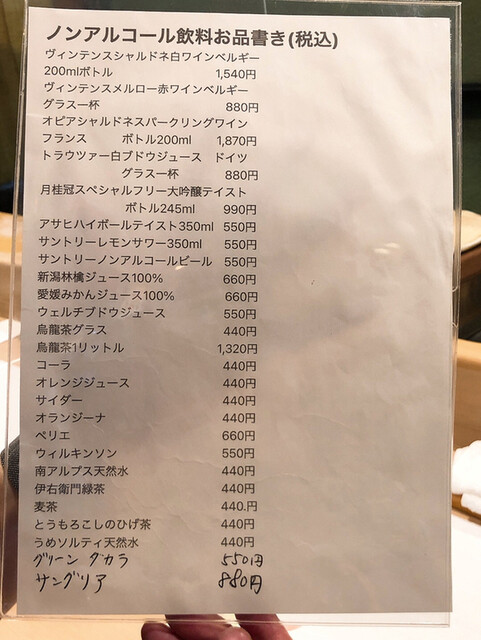 ノンアルコール飲料お品書き(税込)
ヴィンテンスシャルドネ白ワインベルギー
200mlボトル 1,540円
ヴィンテンスメルロー赤ワインベルギー
グラス一杯 880円
オピアシャルドネスパークリングワイン
フランス ボトル200ml 1,870円
トラウツァー白ブドウジュース ドイツ
グラス一杯 880円
月桂冠スペシャルフリー大吟醸テイスト
ボトル245ml 990円
アサヒハイボールテイスト350ml 550円
サントリーレモンサワー350ml 550円
サントリーノンアルコールビール 550円
新潟林檎ジュース100% 660円
愛媛みかんジュース100% 660円
ウェルチブドウジュース 550円
烏龍茶グラス 440円
烏龍茶1リットル 1,320円
コーラ 440円
オレンジジュース 440円
サイダー 440円
オランジーナ 440円
ペリエ 660円
ウィルキンソン 550円
南アルプス天然水 440円
伊右衛門緑茶 440円
麦茶 440.円
とうもろこしのひげ茶 440円
うめソルティ天然水 440円
グリーン ダカラ 550円
サングリア 880円